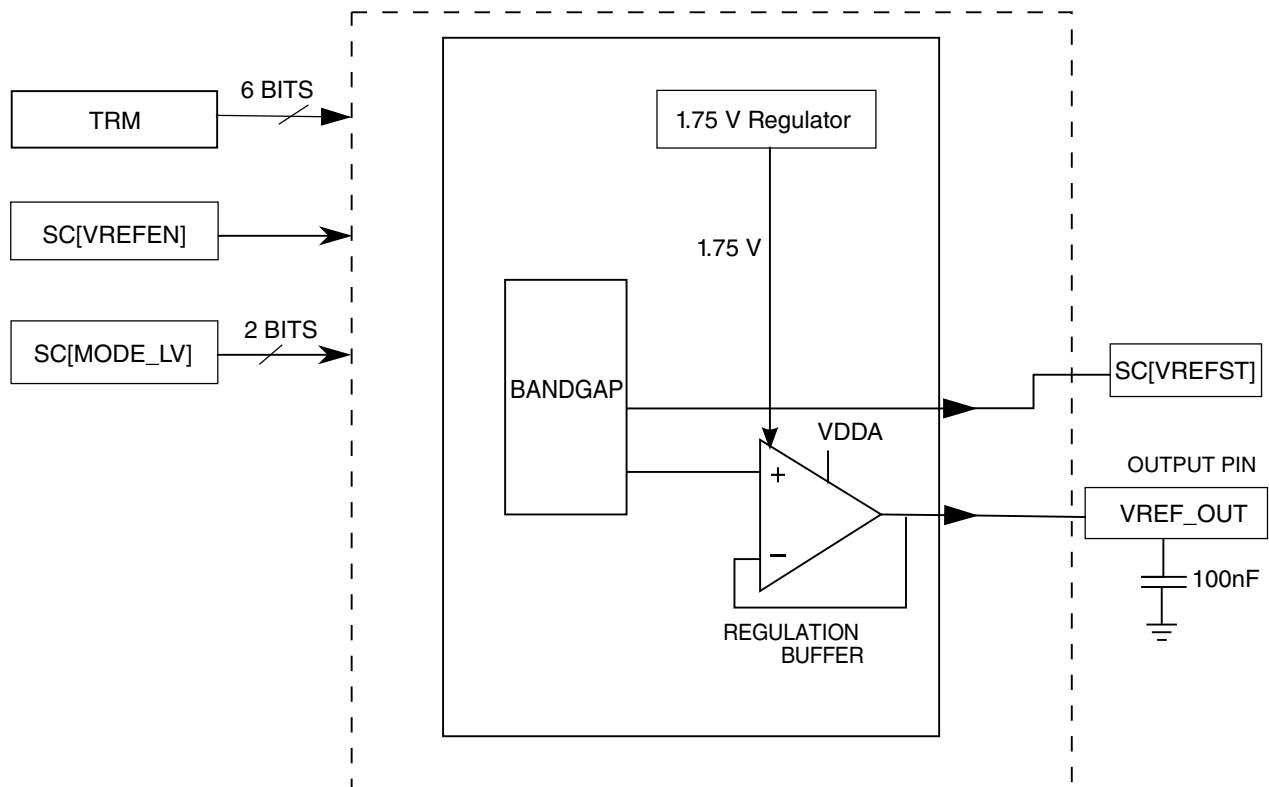 6 BITS
TRM
1.75 V Regulator
SC[VREFEN]
1.75 V
2 BITS
SC[MODE_LV]
BANDGAP
SC[VREFST]
VDDA
OUTPUT PIN
+
VREF_OUT
−
100nF
REGULATION
BUFFER